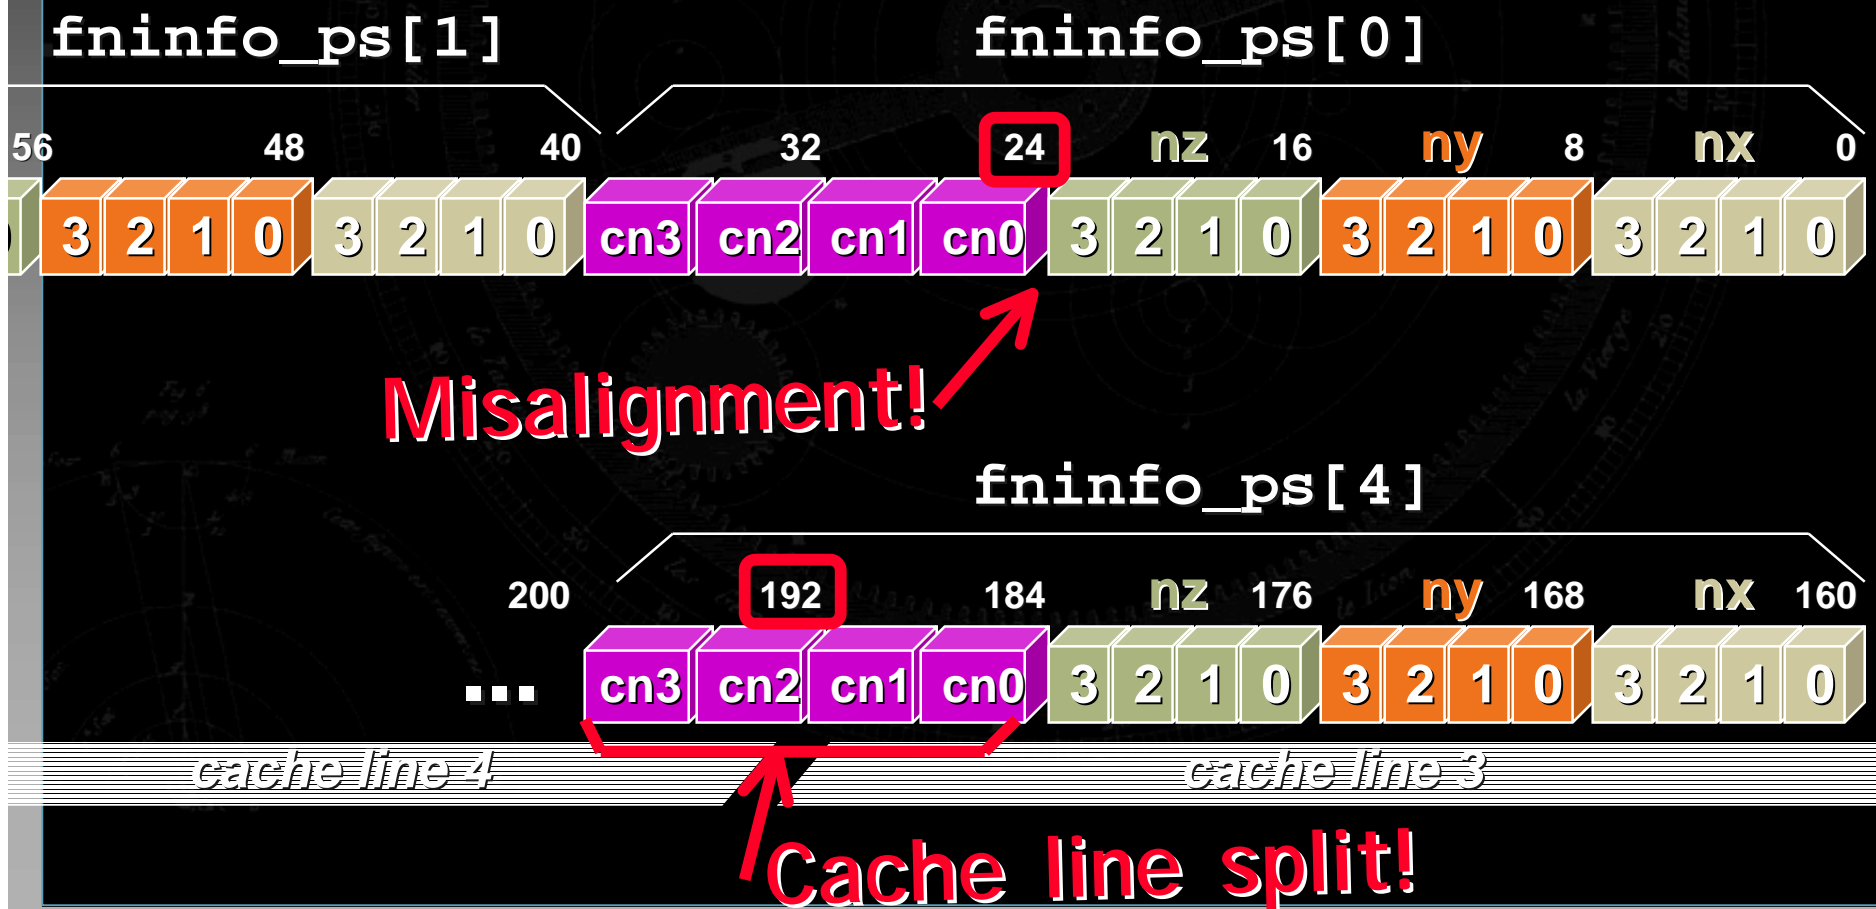 fninfo_ps[1] fninfo_ps[0]
56 48 40 32 24 nz 16 ny 8 nx 0
3 2 1 0 3 2 1 0 cn3 cn2 cn1 cn0 3 2 1 0 3 2 1 0 3 2 1 0
Misalignment!
fninfo_ps[4]
200 192 184 nz 176 ny 168 nx 160
... cn3 cn2 cn1 cn0 3 2 1 0 3 2 1 0 3 2 1 0
cache line 4 cache line 3
Cache line split!